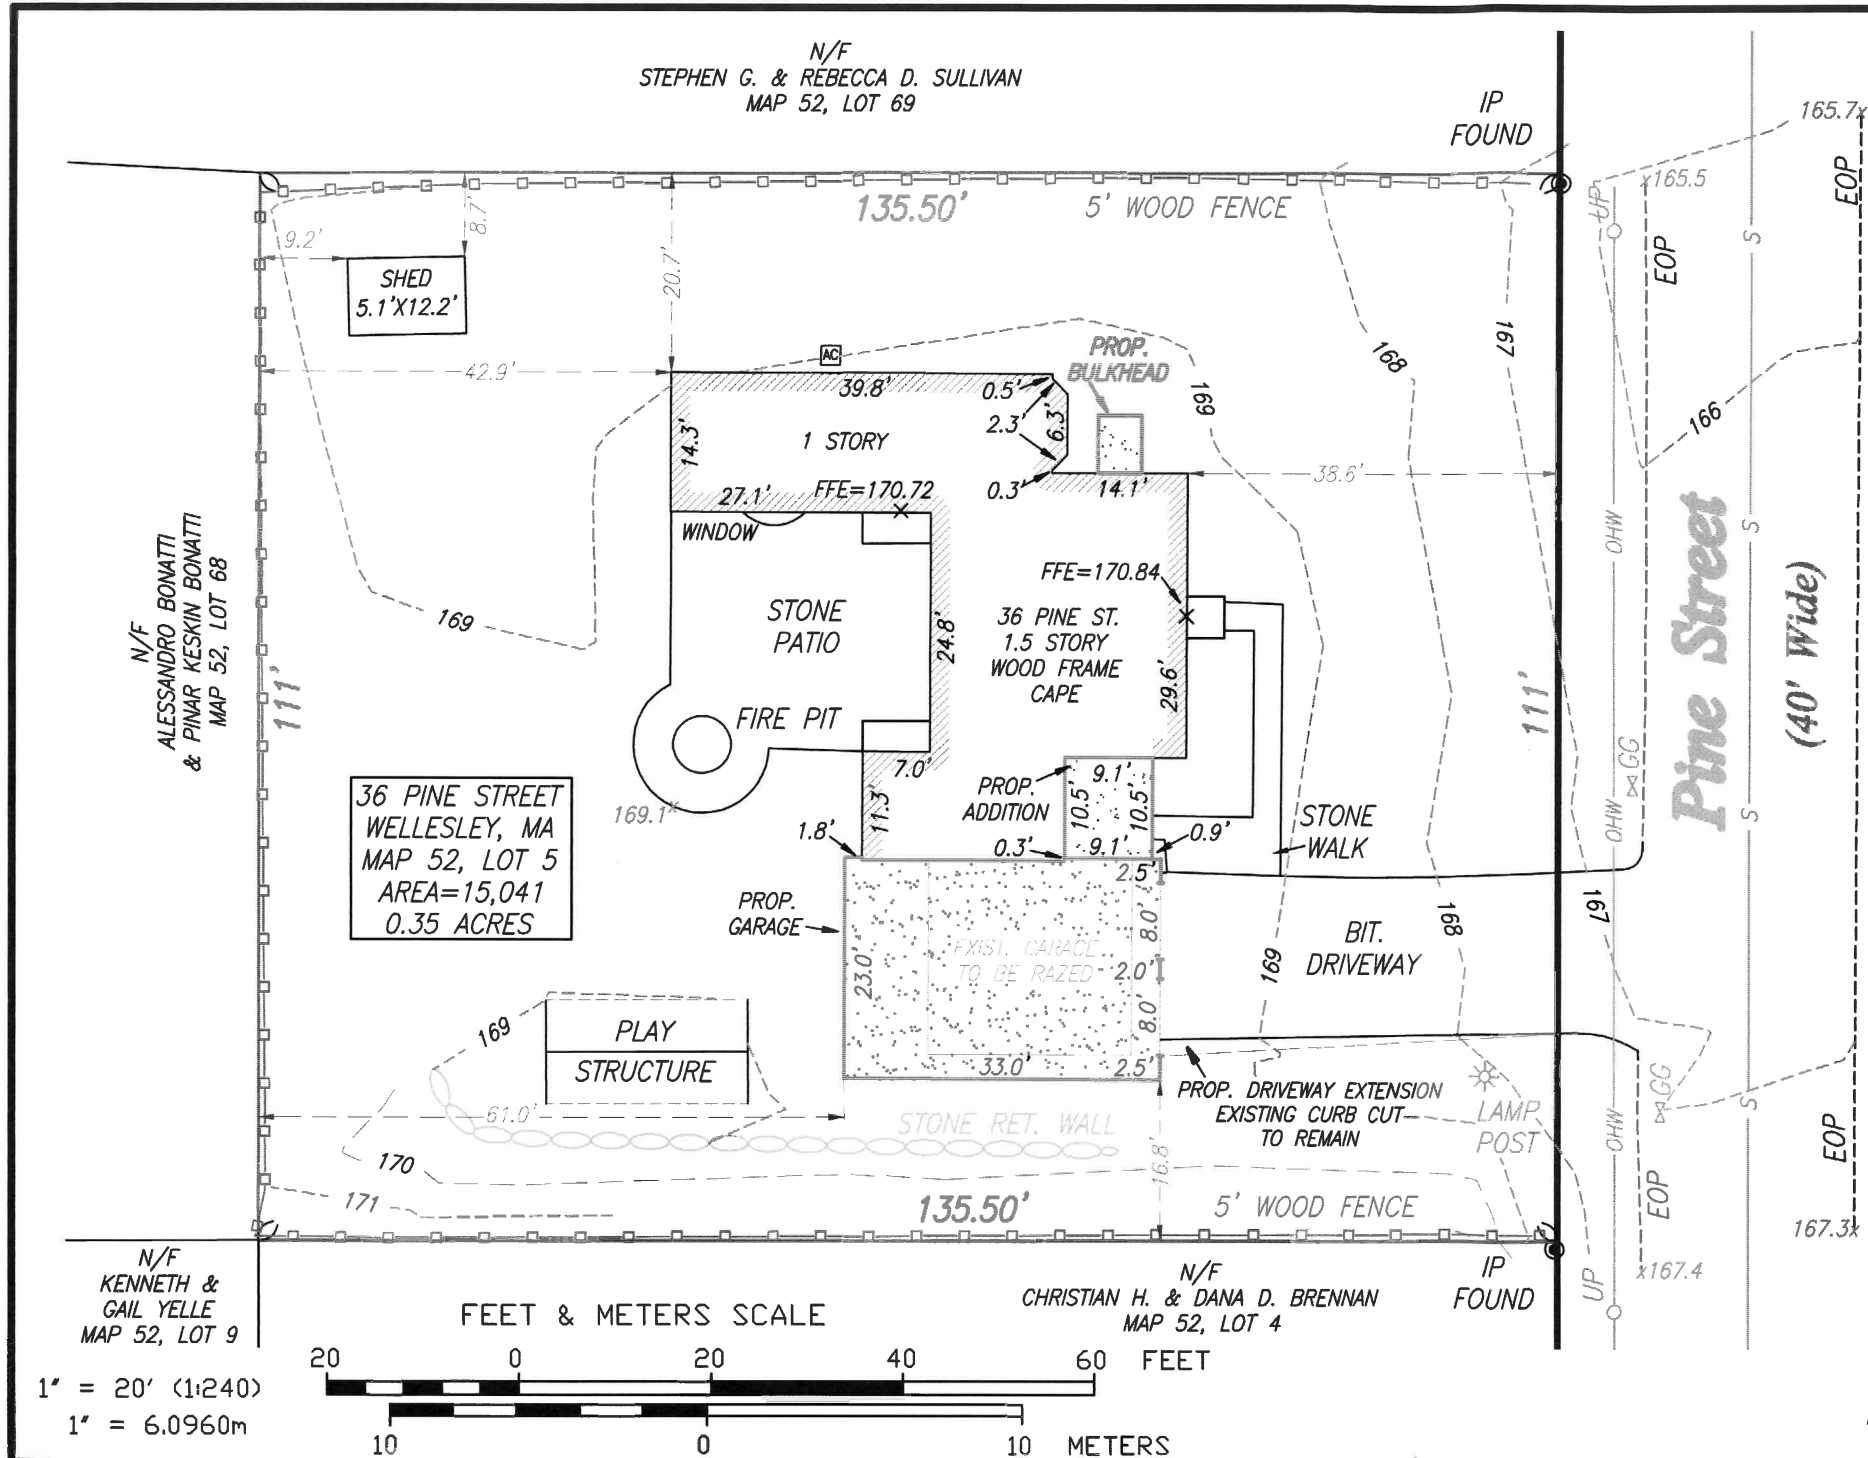 N/F
STEPHEN G. & REBECCA D. SULLIVAN
MAP 52, LOT 69
IP
FOUND
165.7x
x165.5
EOP
EOP
UP
S
135.50'
5' WOOD FENCE
9.2'
8.7'
SHED
5.1'X12.2'
20.7'
42.9'
AC
39.8'
0.5'
2.3'
6.3'
0.3'
14.3'
1 STORY
27.1'
FFE=170.72
WINDOW
PROP.
BULKHEAD
14.1'
38.6'
169
168
167
166
OHW
S
Pine Street
(40' Wide)
N/F
ALESSANDRO BONATTI
& PINAR KESKIN BONATTI
MAP 52, LOT 68
111'
169
STONE
PATIO
24.8'
FFE=170.84
36 PINE ST.
1.5 STORY
WOOD FRAME
CAPE
29.6'
111'
FIRE PIT
7.0'
11.3'
169.1x
GG
OHW
S
36 PINE STREET
WELLESLEY, MA
MAP 52, LOT 5
AREA=15,041
0.35 ACRES
PROP.
ADDITION
9.1'
10.5'
10.5'
9.1'
1.8'
0.3'
0.9'
STONE
WALK
PROP.
GARAGE
EXIST. GARAGE
TO BE RAZED
23.0'
33.0'
2.5'
8.0'
2.0'
8.0'
2.5'
169
168
167
BIT.
DRIVEWAY
PLAY
STRUCTURE
169
61.0'
STONE RET. WALL
16.8'
PROP. DRIVEWAY EXTENSION
EXISTING CURB CUT
TO REMAIN
LAMP
POST
GG
OHW
S
EOP
EOP
170
171
135.50'
5' WOOD FENCE
167.3x
x167.4
UP
N/F
KENNETH &
GAIL YELLE
MAP 52, LOT 9
N/F
CHRISTIAN H. & DANA D. BRENNAN
MAP 52, LOT 4
IP
FOUND
FEET & METERS SCALE
20 0 20 40 60 FEET
1" = 20' (1:240)
1" = 6.0960m
10 0 10 METERS